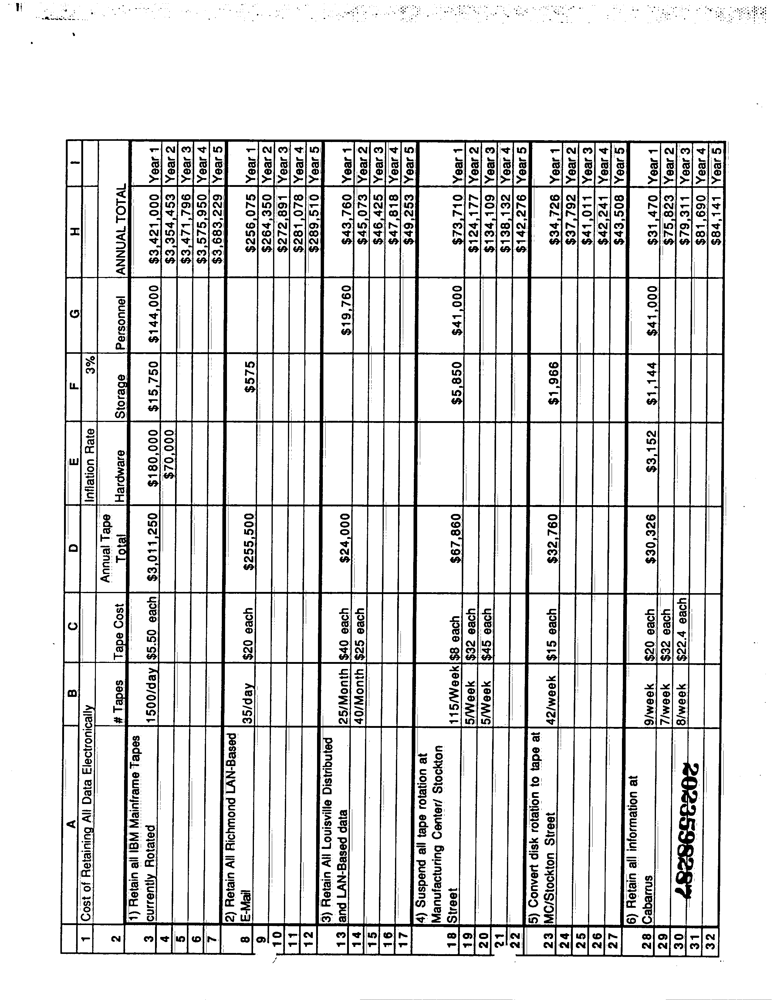 A B C D E F G H I
1 Cost of Retaining All Data Electronically Inflation Rate 3%
2 # Tapes Tape Cost Annual Tape Total Hardware Storage Personnel ANNUAL TOTAL
3 1) Retain all IBM Mainframe Tapes currently Rotated 1500/day $5.50 each $3,011,250 $180,000 $15,750 $144,000 $3,421,000 Year 1
4 $70,000 $3,354,453 Year 2
5 $3,471,796 Year 3
6 $3,575,950 Year 4
7 $3,683,229 Year 5
8 2) Retain All Richmond LAN-Based E-Mail 35/day $20 each $255,500 $575 $256,075 Year 1
9 $264,350 Year 2
10 $272,891 Year 3
11 $281,078 Year 4
12 $289,510 Year 5
13 3) Retain All Louisville Distributed and LAN-Based data 25/Month $40 each $24,000 $19,760 $43,760 Year 1
14 40/Month $25 each $45,073 Year 2
15 $46,425 Year 3
16 $47,818 Year 4
17 $49,253 Year 5
18 4) Suspend all tape rotation at Manufacturing Center/ Stockton Street 115/Week $8 each $67,860 $5,850 $41,000 $73,710 Year 1
19 5/Week $32 each $124,177 Year 2
20 5/Week $45 each $134,109 Year 3
21 $138,132 Year 4
22 $142,276 Year 5
23 5) Convert disk rotation to tape at MC/Stockton Street 42/week $15 each $32,760 $1,966 $34,726 Year 1
24 $37,792 Year 2
25 $41,011 Year 3
26 $42,241 Year 4
27 $43,508 Year 5
28 6) Retain all information at Cabarrus 9/week $20 each $30,326 $3,152 $1,144 $41,000 $31,470 Year 1
29 7/week $32 each $75,823 Year 2
30 8/week $22.4 each $79,311 Year 3
31 $81,690 Year 4
32 $84,141 Year 5
2023598287